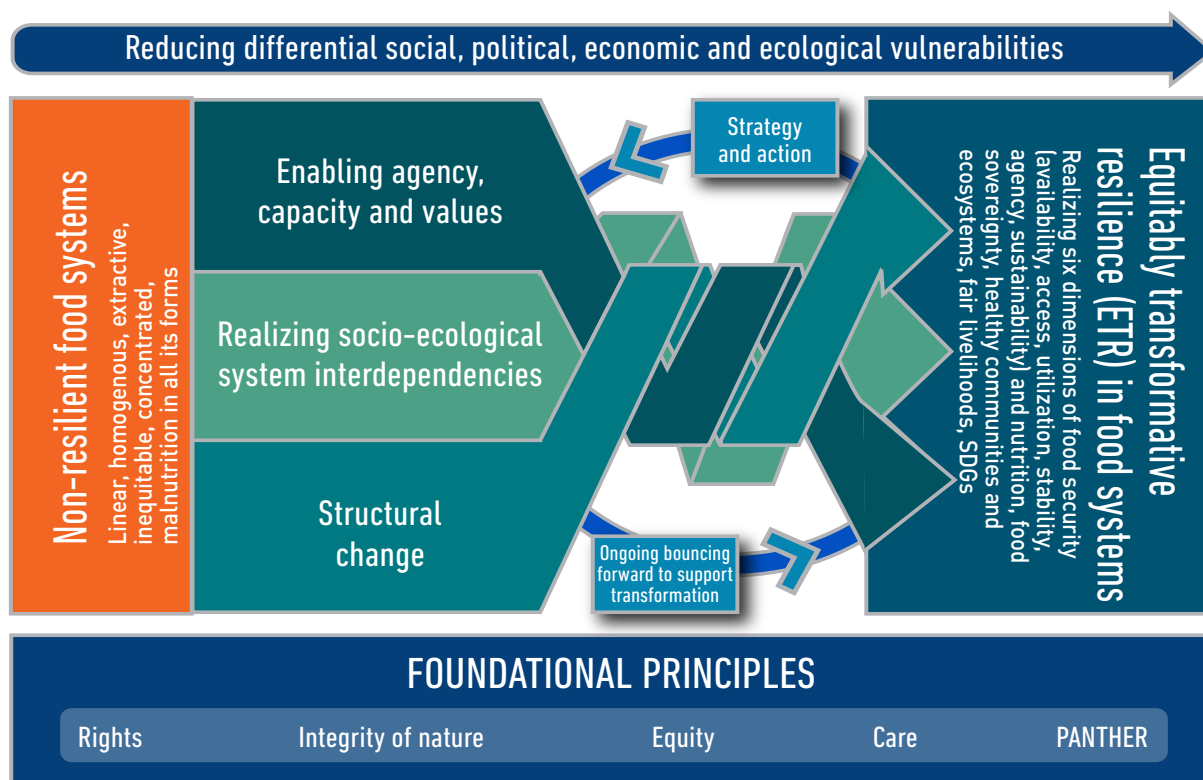 Reducing differential social, political, economic and ecological vulnerabilities
Non-resilient food systems
Linear, homogenous, extractive,
inequitable, concentrated,
malnutrition in all its forms
Enabling agency,
capacity and values
Realizing socio-ecological
system interdependencies
Structural
change
Strategy
and action
Ongoing bouncing
forward to support
transformation
Equitably transformative
resilience (ETR) in food systems
Realizing six dimensions of food security
(availability, access, utilization, stability,
agency, sustainability) and nutrition, food
sovereignty, healthy communities and
ecosystems, fair livelihoods, SDGs
FOUNDATIONAL PRINCIPLES
Rights Integrity of nature Equity Care PANTHER